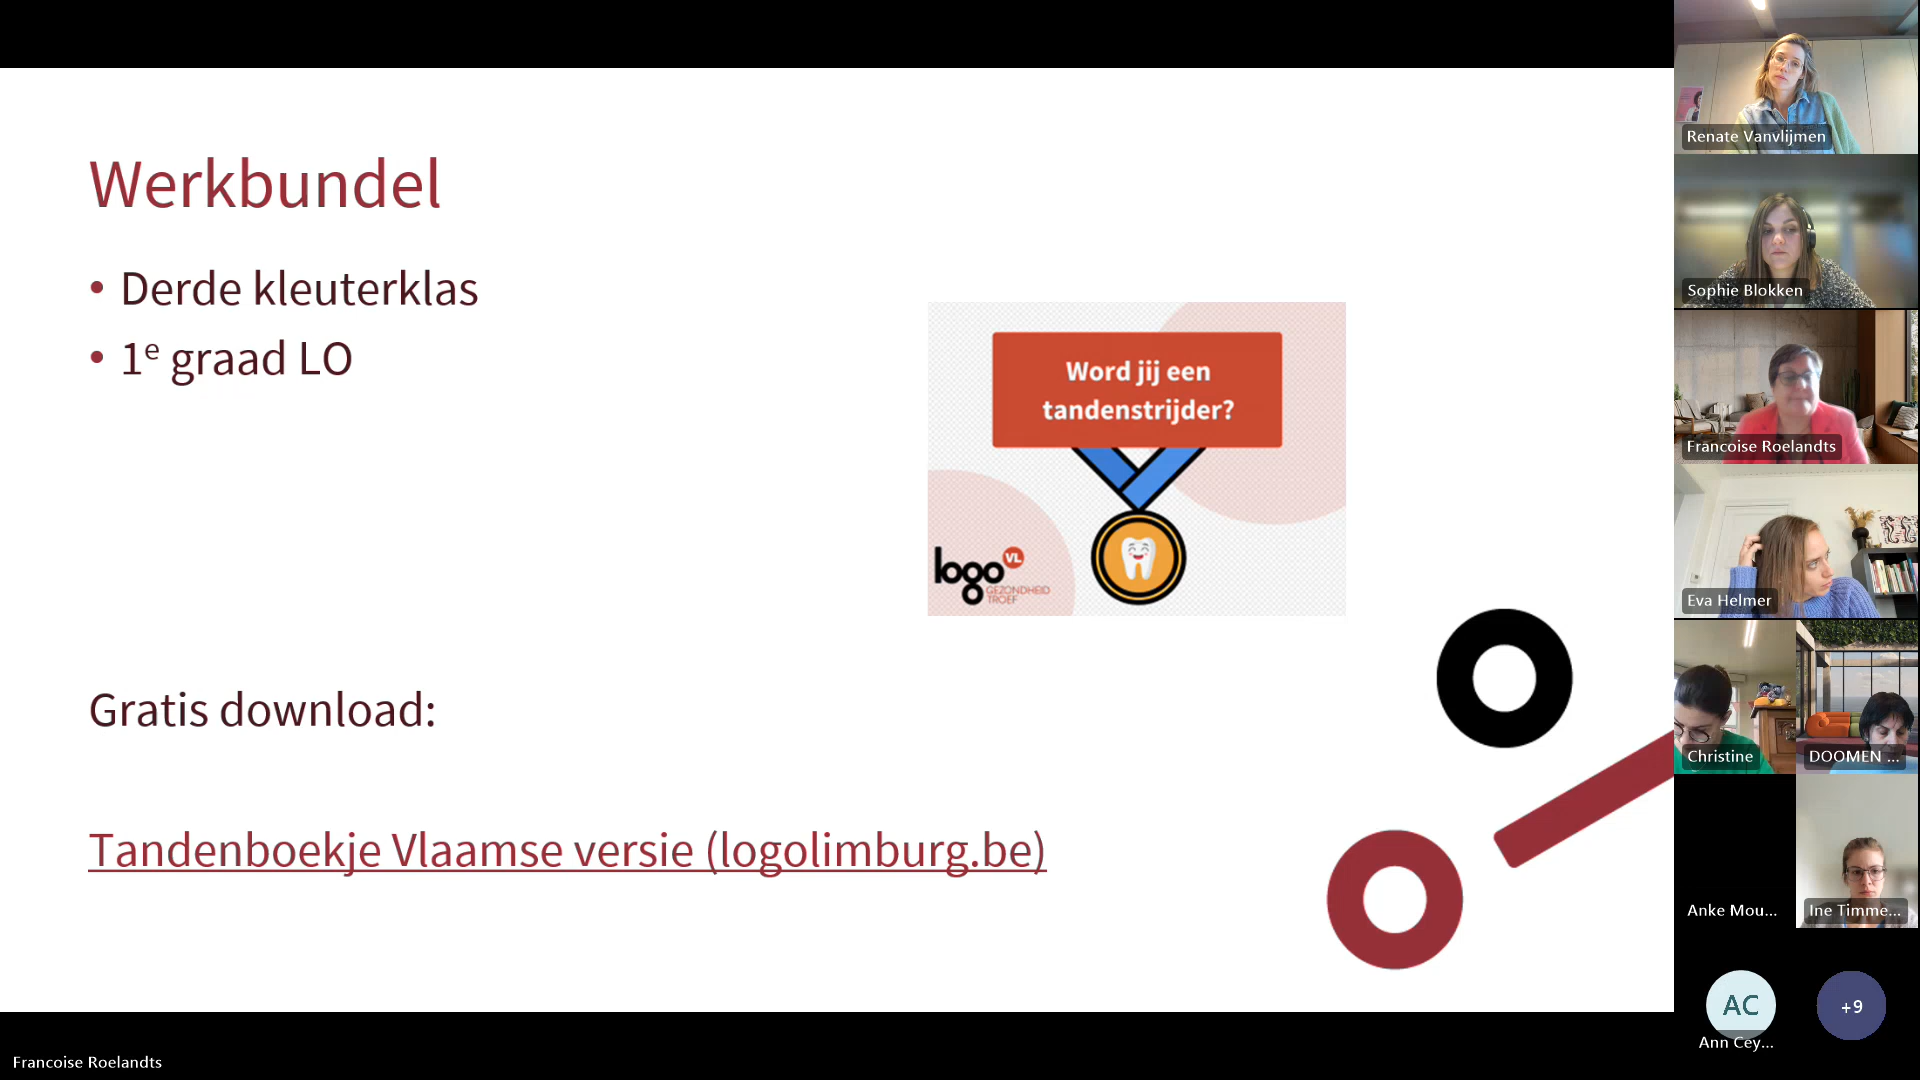 Werkbundel
• Derde kleuterklas
• 1e graad LO
Word jij een
tandenstrijder?
logo VL
GEZONDHEID
TROEF
Gratis download:
Tandenboekje Vlaamse versie (logolimburg.be)
Francoise Roelandts
Renate Vanvlijmen
Sophie Blokken
Francoise Roelandts
Eva Helmer
Christine
DOOMEN ...
Anke Mou...
Ine Timme...
AC
Ann Cey...
+9